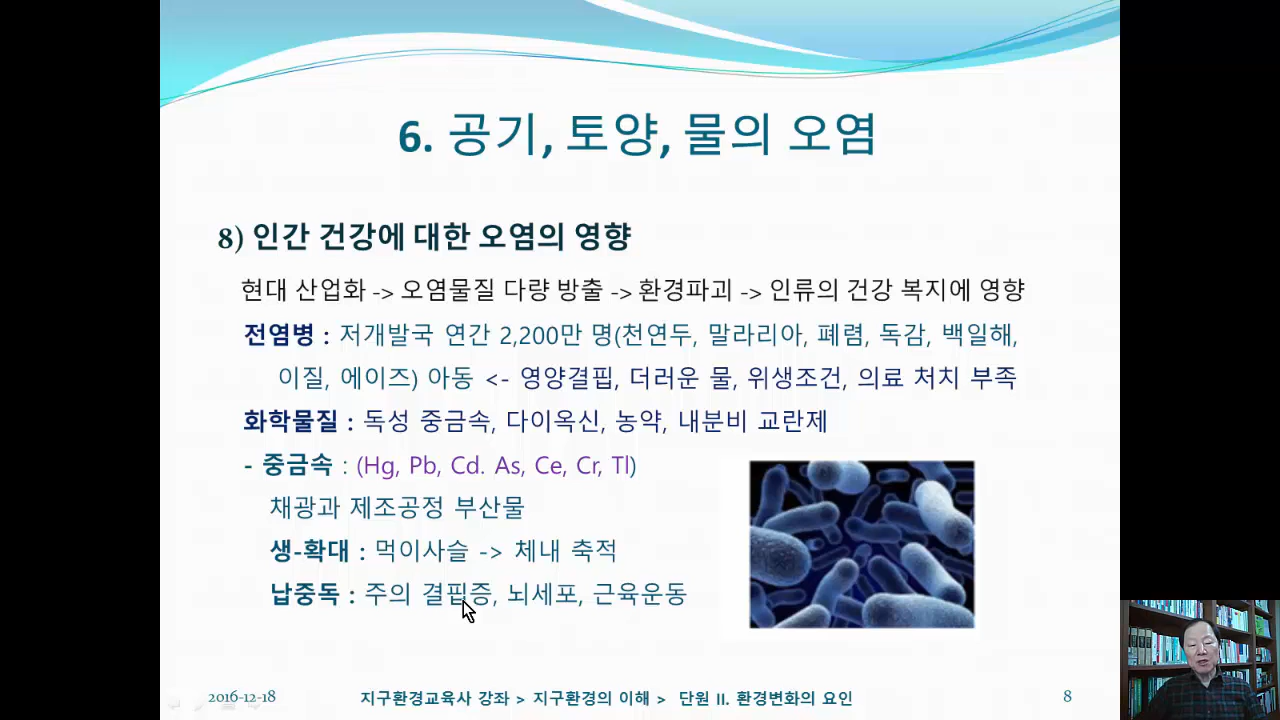 6. 공기, 토양, 물의 오염
8) 인간 건강에 대한 오염의 영향
현대 산업화 -> 오염물질 다량 방출 -> 환경파괴 -> 인류의 건강 복지에 영향
전염병 : 저개발국 연간 2,200만 명(천연두, 말라리아, 폐렴, 독감, 백일해,
이질, 에이즈) 아동 <- 영양결핍, 더러운 물, 위생조건, 의료 처치 부족
화학물질 : 독성 중금속, 다이옥신, 농약, 내분비 교란제
- 중금속 : (Hg, Pb, Cd. As, Ce, Cr, Tl)
채광과 제조공정 부산물
생-확대 : 먹이사슬 -> 체내 축적
납중독 : 주의 결핍증, 뇌세포, 근육운동
2016-12-18 지구환경교육사 강좌 > 지구환경의 이해 > 단원 II. 환경변화의 요인 8